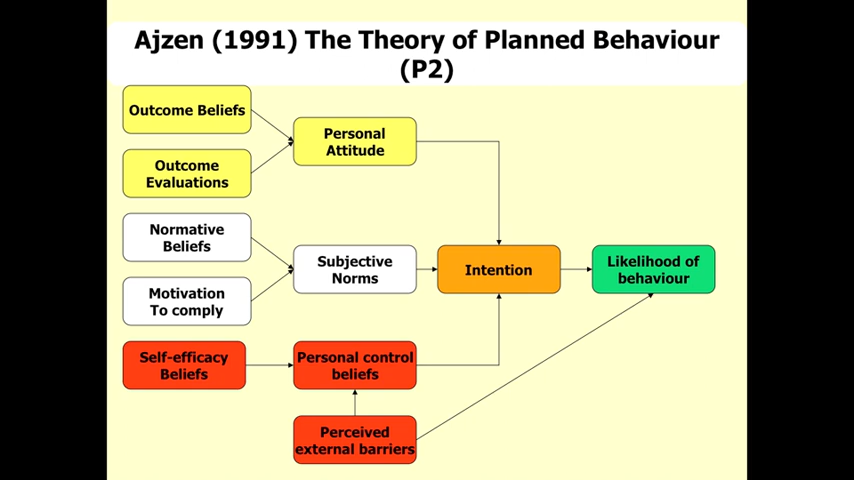 Ajzen (1991) The Theory of Planned Behaviour
(P2)
Outcome Beliefs
Personal
Attitude
Outcome
Evaluations
Normative
Beliefs
Subjective
Norms
Intention
Likelihood of
behaviour
Motivation
To comply
Self-efficacy
Beliefs
Personal control
beliefs
Perceived
external barriers